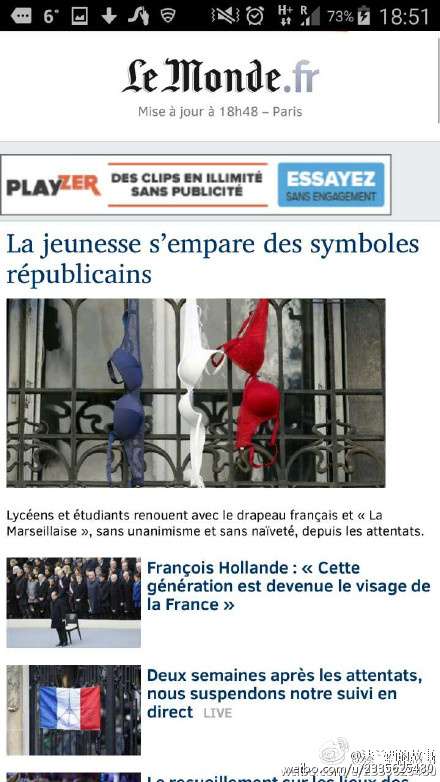 6° H+ R 73% 18:51
Le Monde.fr
Mise à jour à 18h48 – Paris
PLAYZER
DES CLIPS EN ILLIMITÉ
SANS PUBLICITÉ
ESSAYEZ
SANS ENGAGEMENT
La jeunesse s'empare des symboles
républicains
Lycéens et étudiants renouent avec le drapeau français et « La
Marseillaise », sans unanimisme et sans naïveté, depuis les attentats.
François Hollande : « Cette
génération est devenue le visage de
la France »
Deux semaines après les attentats,
nous suspendons notre suivi en
direct LIVE
Le recueillement sur les lieux des
weibo.com/u/2335625480